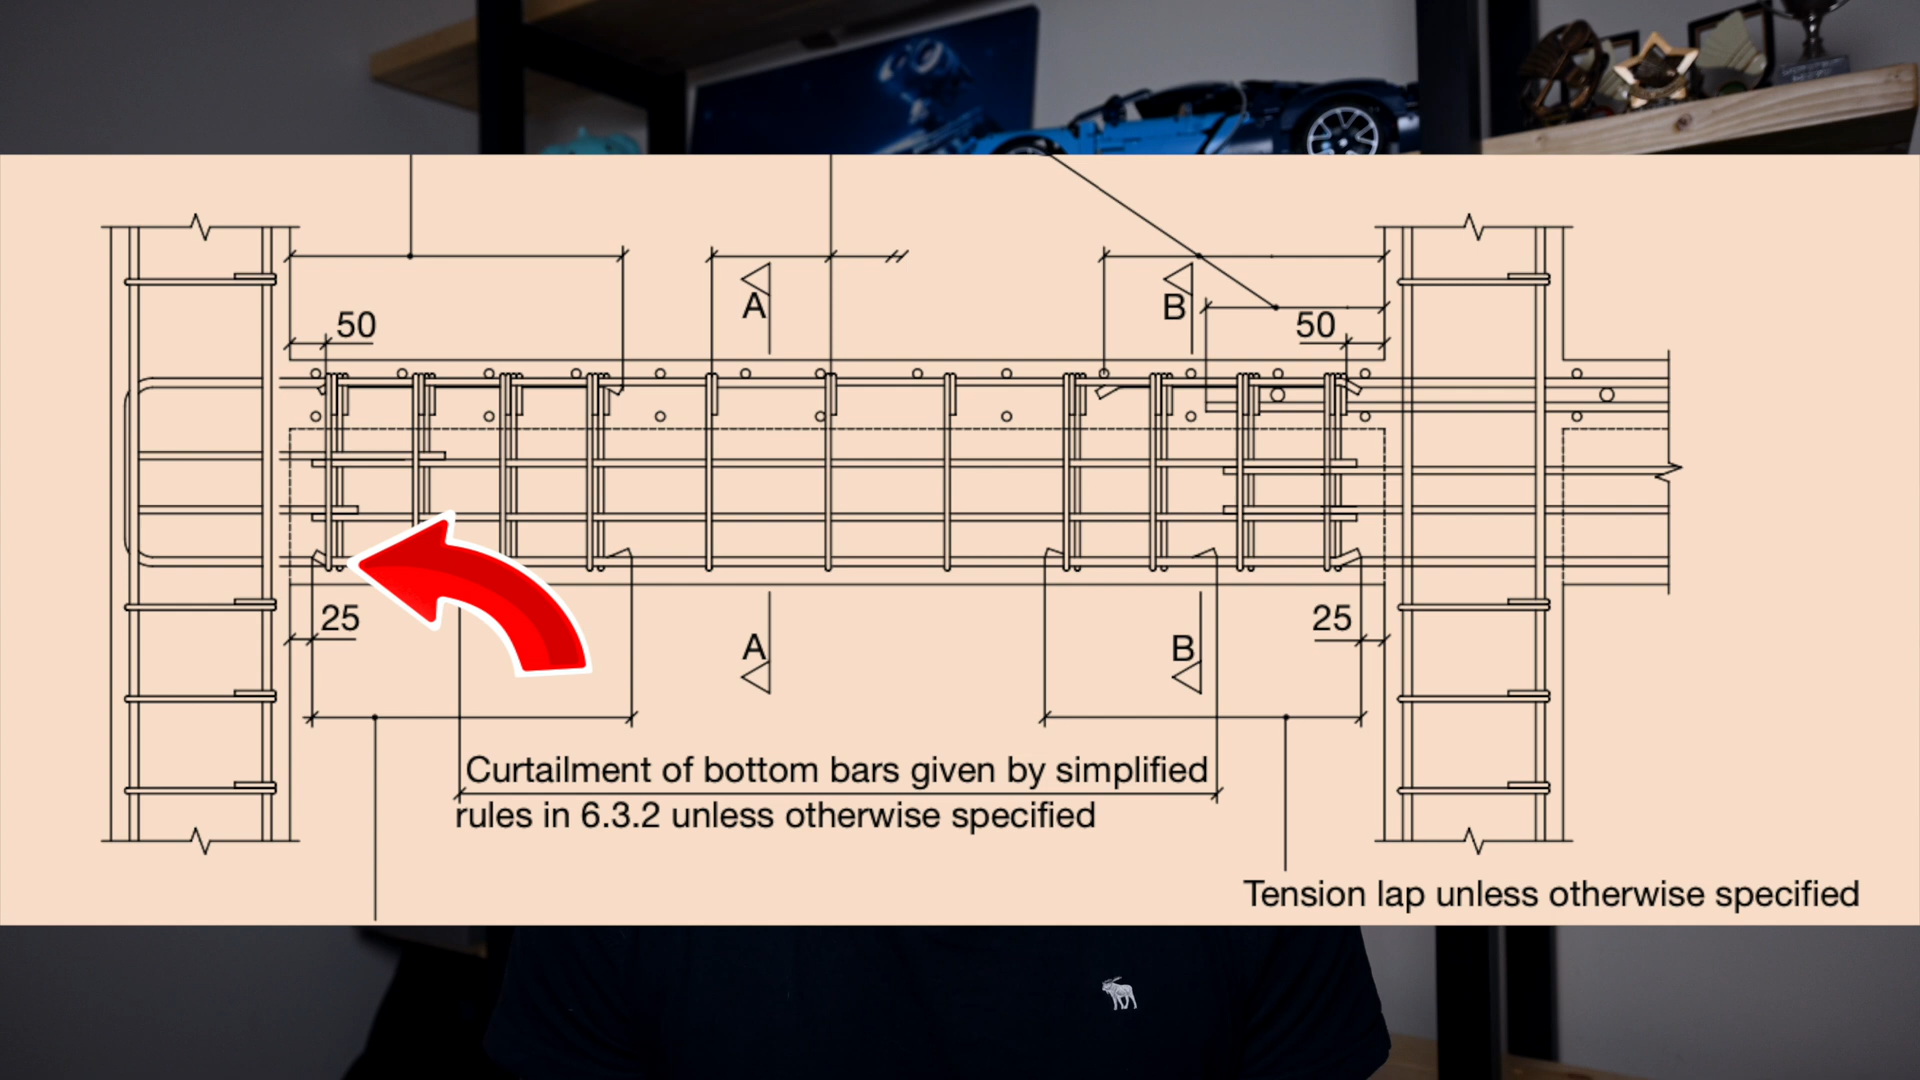 A
B
50
50
25
25
A
B
Curtailment of bottom bars given by simplified
rules in 6.3.2 unless otherwise specified
Tension lap unless otherwise specified